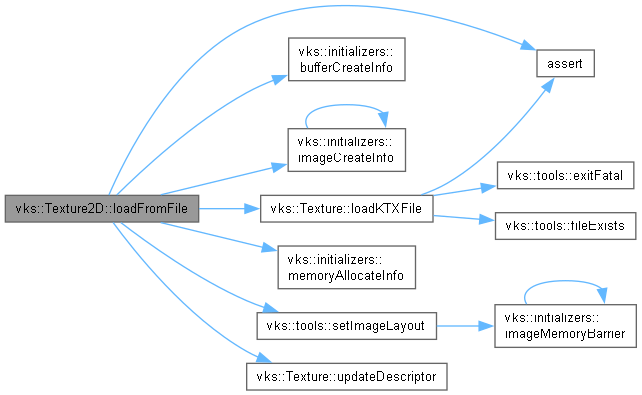 vks::Texture2D::loadFromFile
vks::initializers::
bufferCreateInfo
vks::initializers::
imageCreateInfo
vks::Texture::loadKTXFile
vks::initializers::
memoryAllocateInfo
vks::tools::setImageLayout
vks::Texture::updateDescriptor
assert
vks::tools::exitFatal
vks::tools::fileExists
vks::initializers::
imageMemoryBarrier